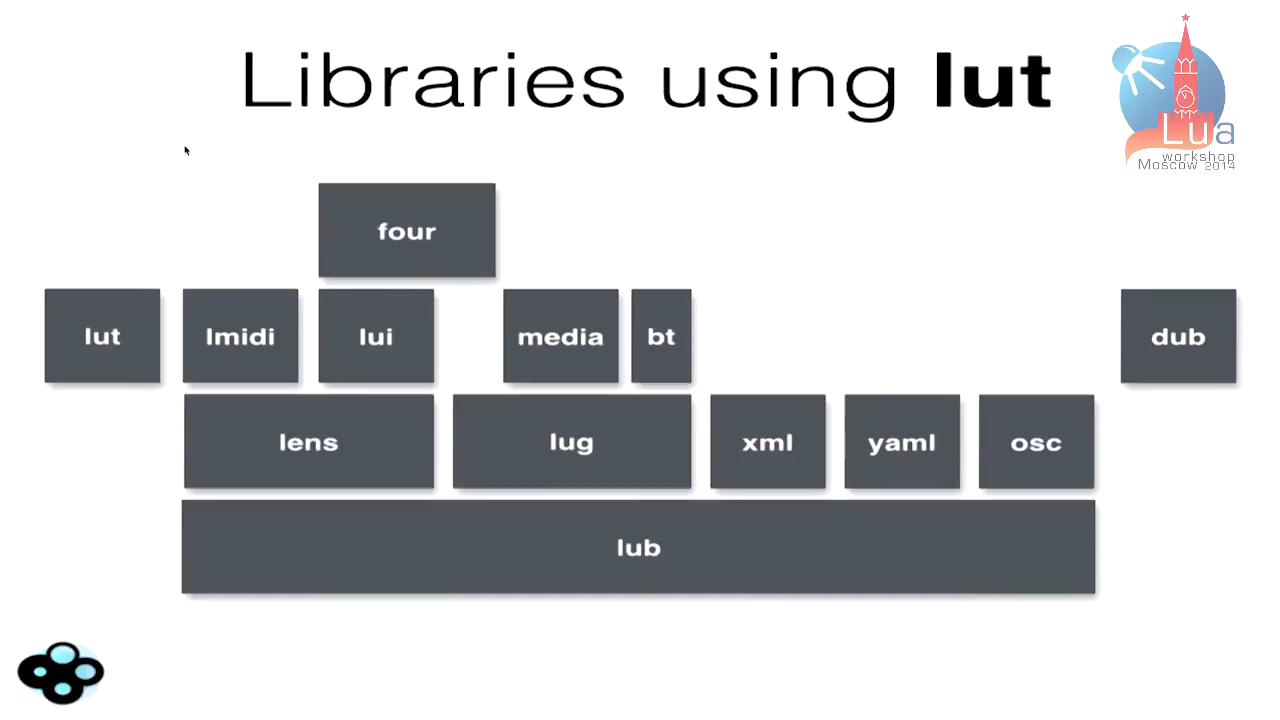 Libraries using lut
Lua
workshop
Moscow 2014
four
lut lmidi lui media bt dub
lens lug xml yaml osc
lub